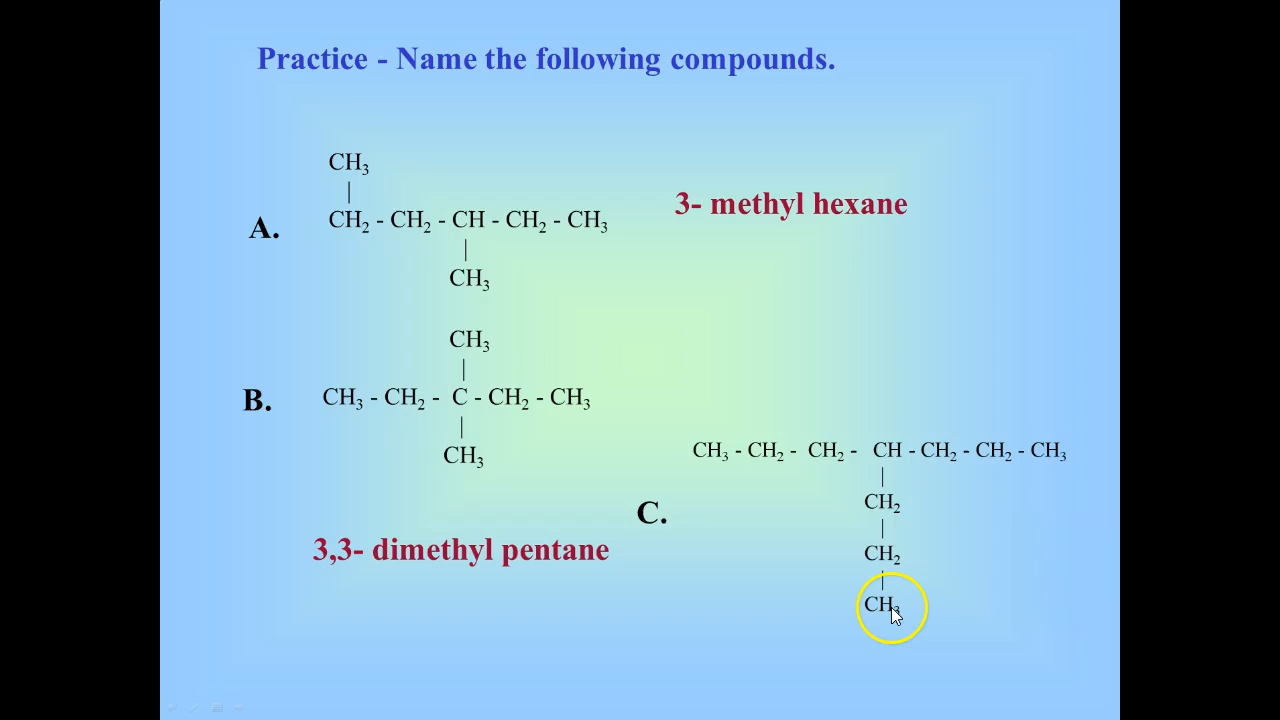 Practice - Name the following compounds.
CH₃
|
A. CH₂ - CH₂ - CH - CH₂ - CH₃
|
CH₃
3- methyl hexane
CH₃
|
B. CH₃ - CH₂ - C - CH₂ - CH₃
|
CH₃
3,3- dimethyl pentane
C.
CH₃ - CH₂ - CH₂ - CH - CH₂ - CH₂ - CH₃
|
CH₂
|
CH₂
|
CH₃